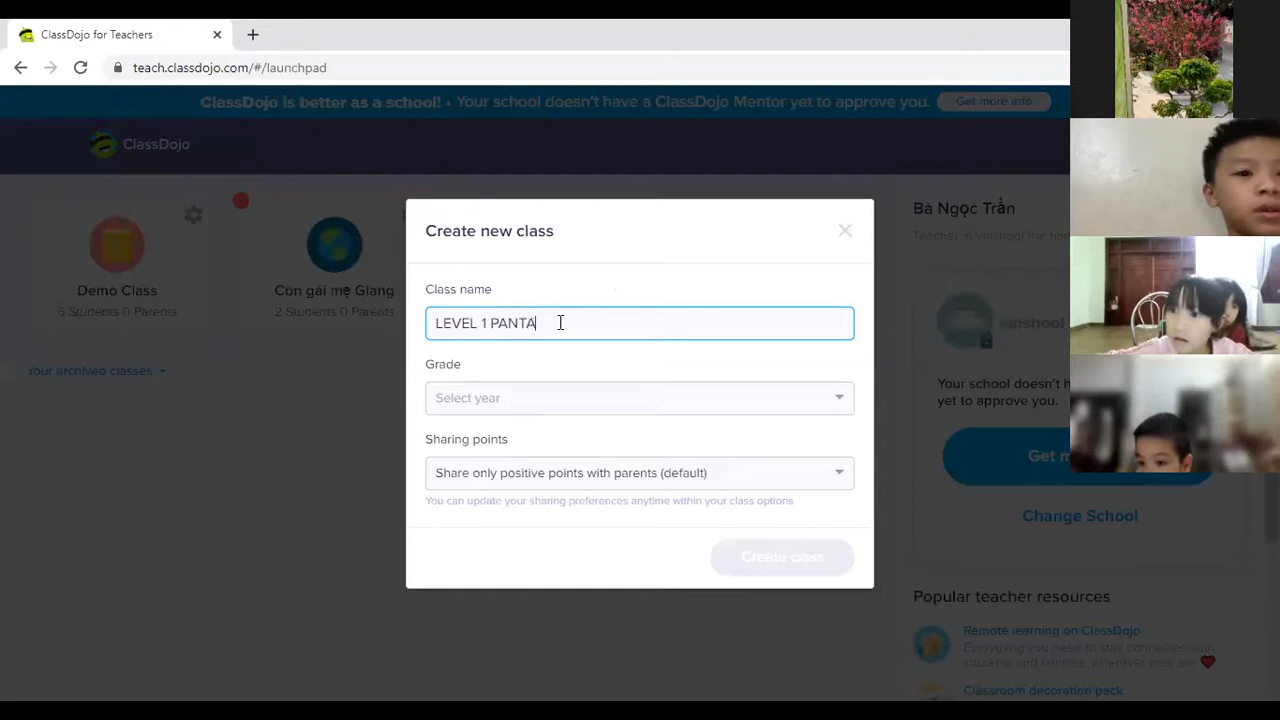 ClassDojo for Teachers
teach.classdojo.com/#/launchpad
ClassDojo is better as a school! • Your school doesn't have a ClassDojo Mentor yet to approve you.
Get more info
ClassDojo
Demo Class
5 Students 0 Parents
Con gái mẹ Giang
2 Students 0 Parents
Your archived classes
Create new class
Class name
LEVEL 1 PANTA
Grade
Select year
Sharing points
Share only positive points with parents (default)
You can update your sharing preferences anytime within your class options
Create class
Bà Ngọc Trần
Teacher at vinshool the
Your school doesn't
yet to approve you.
Get
Change School
Popular teacher resources
Remote learning on ClassDojo
Everything you need to stay connected with
students and families, wherever they are.
Classroom decoration pack